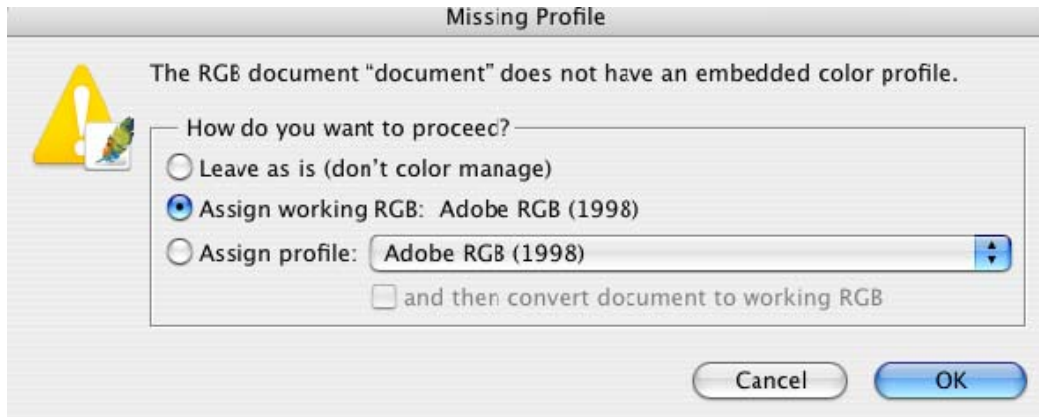 Missing Profile
The RGB document “document” does not have an embedded color profile.
How do you want to proceed?
Leave as is (don't color manage)
Assign working RGB: Adobe RGB (1998)
Assign profile: Adobe RGB (1998)
and then convert document to working RGB
Cancel OK